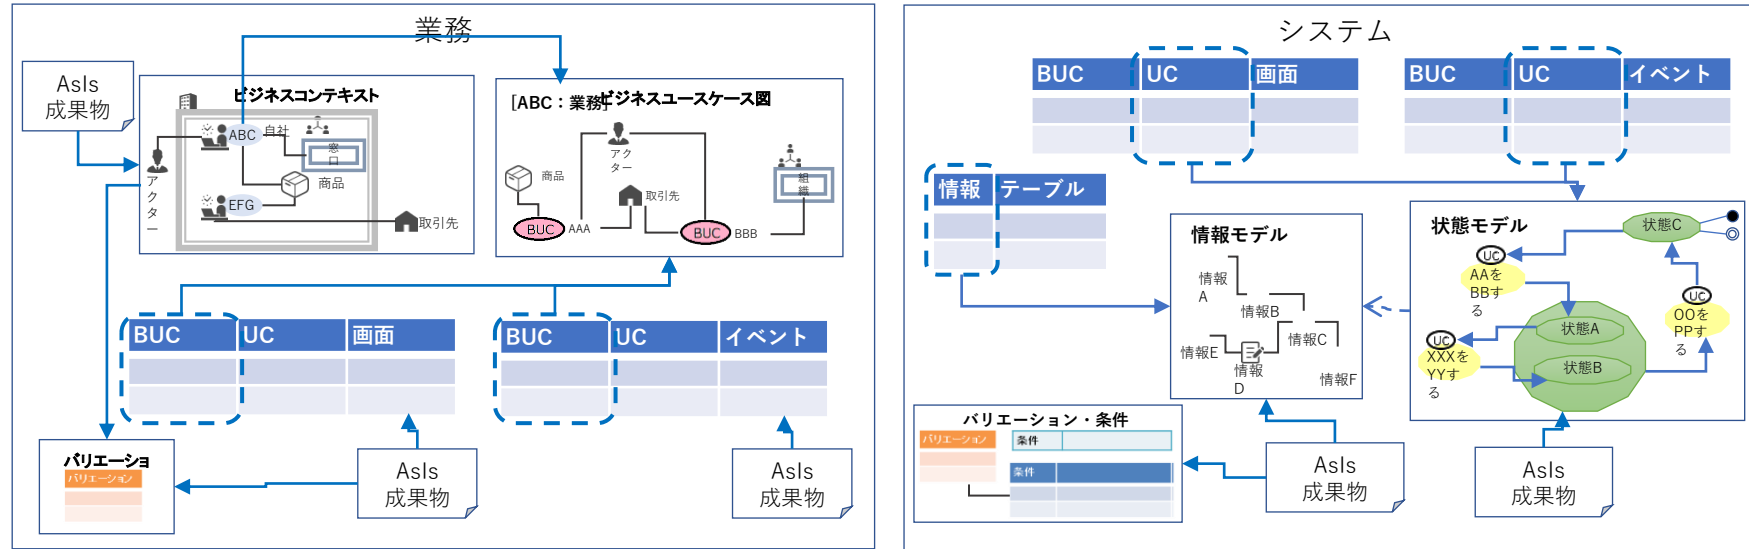 業務
AsIs
成果物
ビジネスコンテキスト
ABC
自社
窓
口
商品
EFG
ア
ク
タ
ー
取引先
[ABC：業務]
ビジネスユースケース図
アク
ター
商品
取引先
組
織
BUC
AAA
BUC
BBB
BUC
UC
画面
BUC
UC
イベント
バリエーショ
バリエーション
AsIs
成果物
AsIs
成果物
システム
BUC
UC
画面
BUC
UC
イベント
情報
テーブル
情報モデル
情報
A
情報B
情報C
情報E
情報
D
情報F
状態モデル
状態C
UC
AAを
BBす
る
UC
OOを
PPす
る
状態A
UC
XXXを
YYす
る
状態B
バリエーション・条件
バリエーション
条件
条件
AsIs
成果物
AsIs
成果物